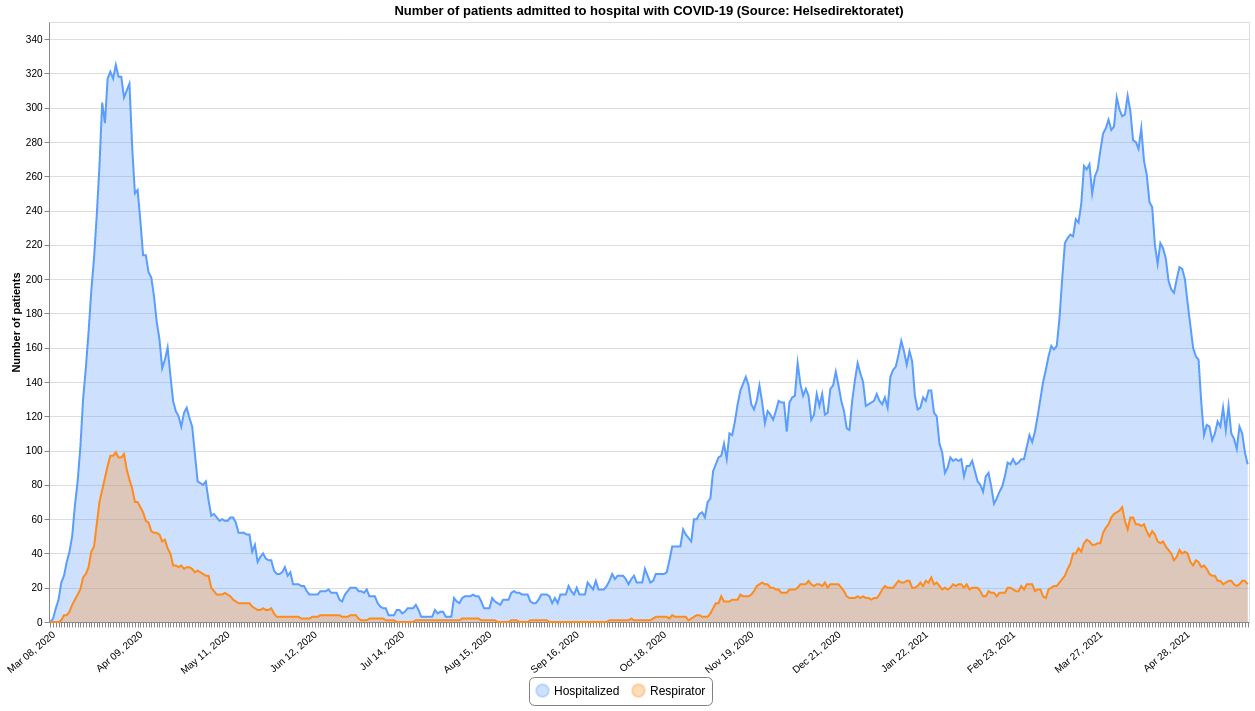 Number of patients admitted to hospital with COVID-19 (Source: Helsedirektoratet)
340
320
300
280
260
240
220
200
180
160
140
120
100
80
60
40
20
0
Number of patients
Mar 08, 2020
Apr 09, 2020
May 11, 2020
Jun 12, 2020
Jul 14, 2020
Aug 15, 2020
Sep 16, 2020
Oct 18, 2020
Nov 19, 2020
Dec 21, 2020
Jan 22, 2021
Feb 23, 2021
Mar 27, 2021
Apr 28, 2021
Hospitalized Respirator